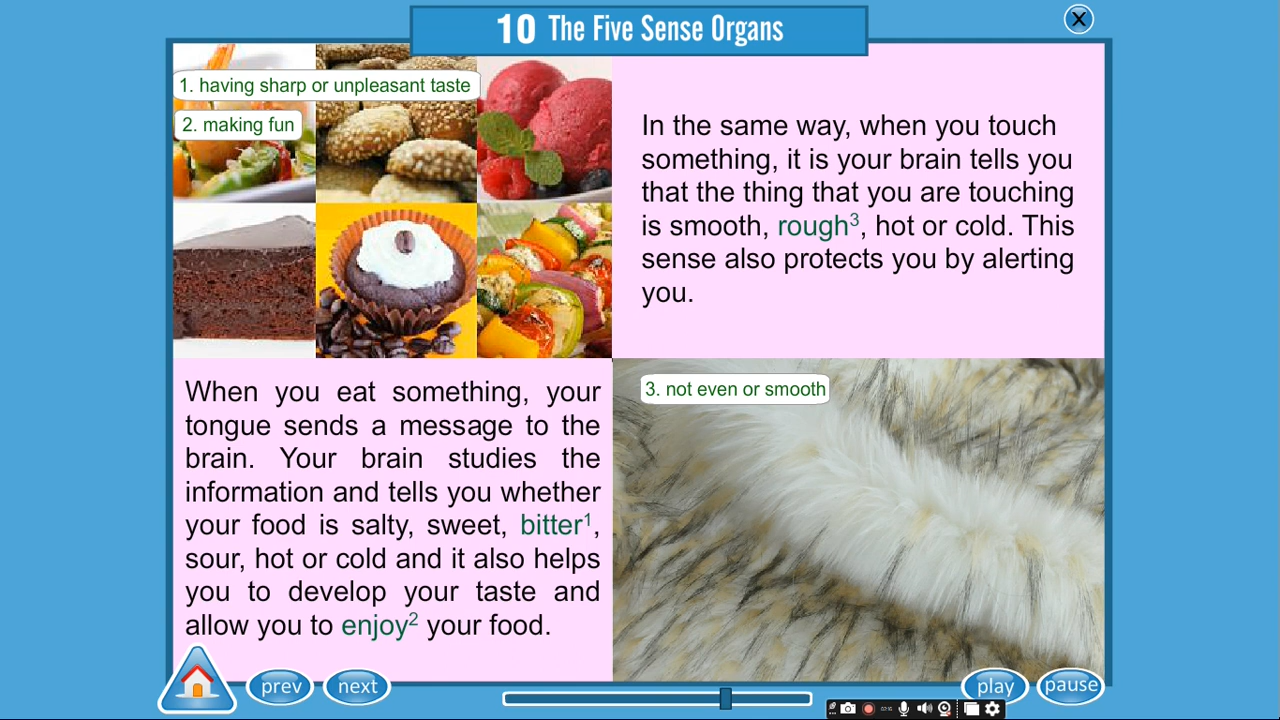 10 The Five Sense Organs
X
1. having sharp or unpleasant taste
2. making fun
In the same way, when you touch
something, it is your brain tells you
that the thing that you are touching
is smooth, rough3, hot or cold. This
sense also protects you by alerting
you.
When you eat something, your
tongue sends a message to the
brain. Your brain studies the
information and tells you whether
your food is salty, sweet, bitter1,
sour, hot or cold and it also helps
you to develop your taste and
allow you to enjoy2 your food.
3. not even or smooth
prev
next
play
pause